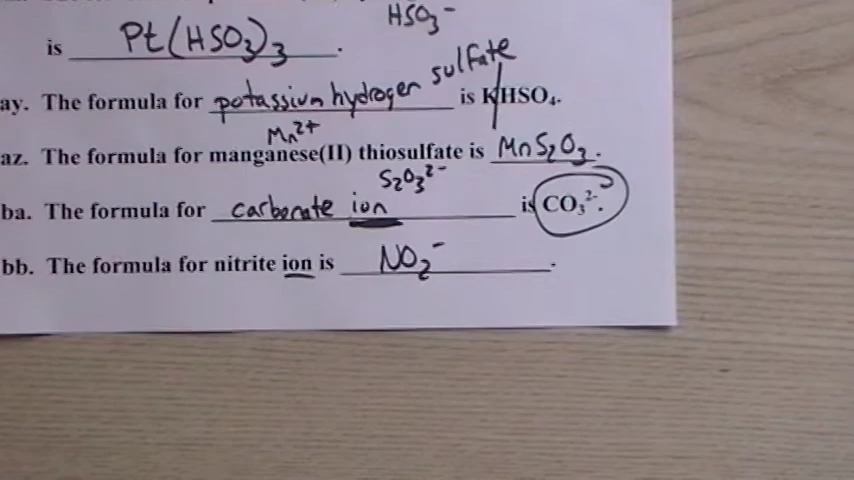 HSO₃⁻
is Pt(HSO₃)₃.
ay. The formula for potassium hydrogen sulfate is KHSO₄.
Mn²⁺
az. The formula for manganese(II) thiosulfate is MnS₂O₃.
S₂O₃²⁻
ba. The formula for carbonate ion is CO₃²⁻.
bb. The formula for nitrite ion is NO₂⁻.